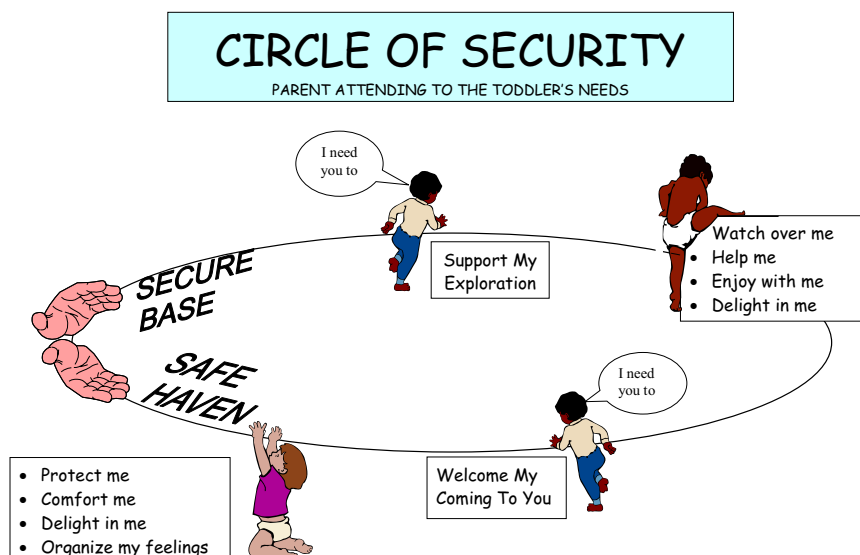 CIRCLE OF SECURITY
PARENT ATTENDING TO THE TODDLER'S NEEDS
I need
you to
Support My
Exploration
Watch over me
• Help me
• Enjoy with me
• Delight in me
SECURE
BASE
SAFE
HAVEN
I need
you to
Welcome My
Coming To You
• Protect me
• Comfort me
• Delight in me
• Organize my feelings